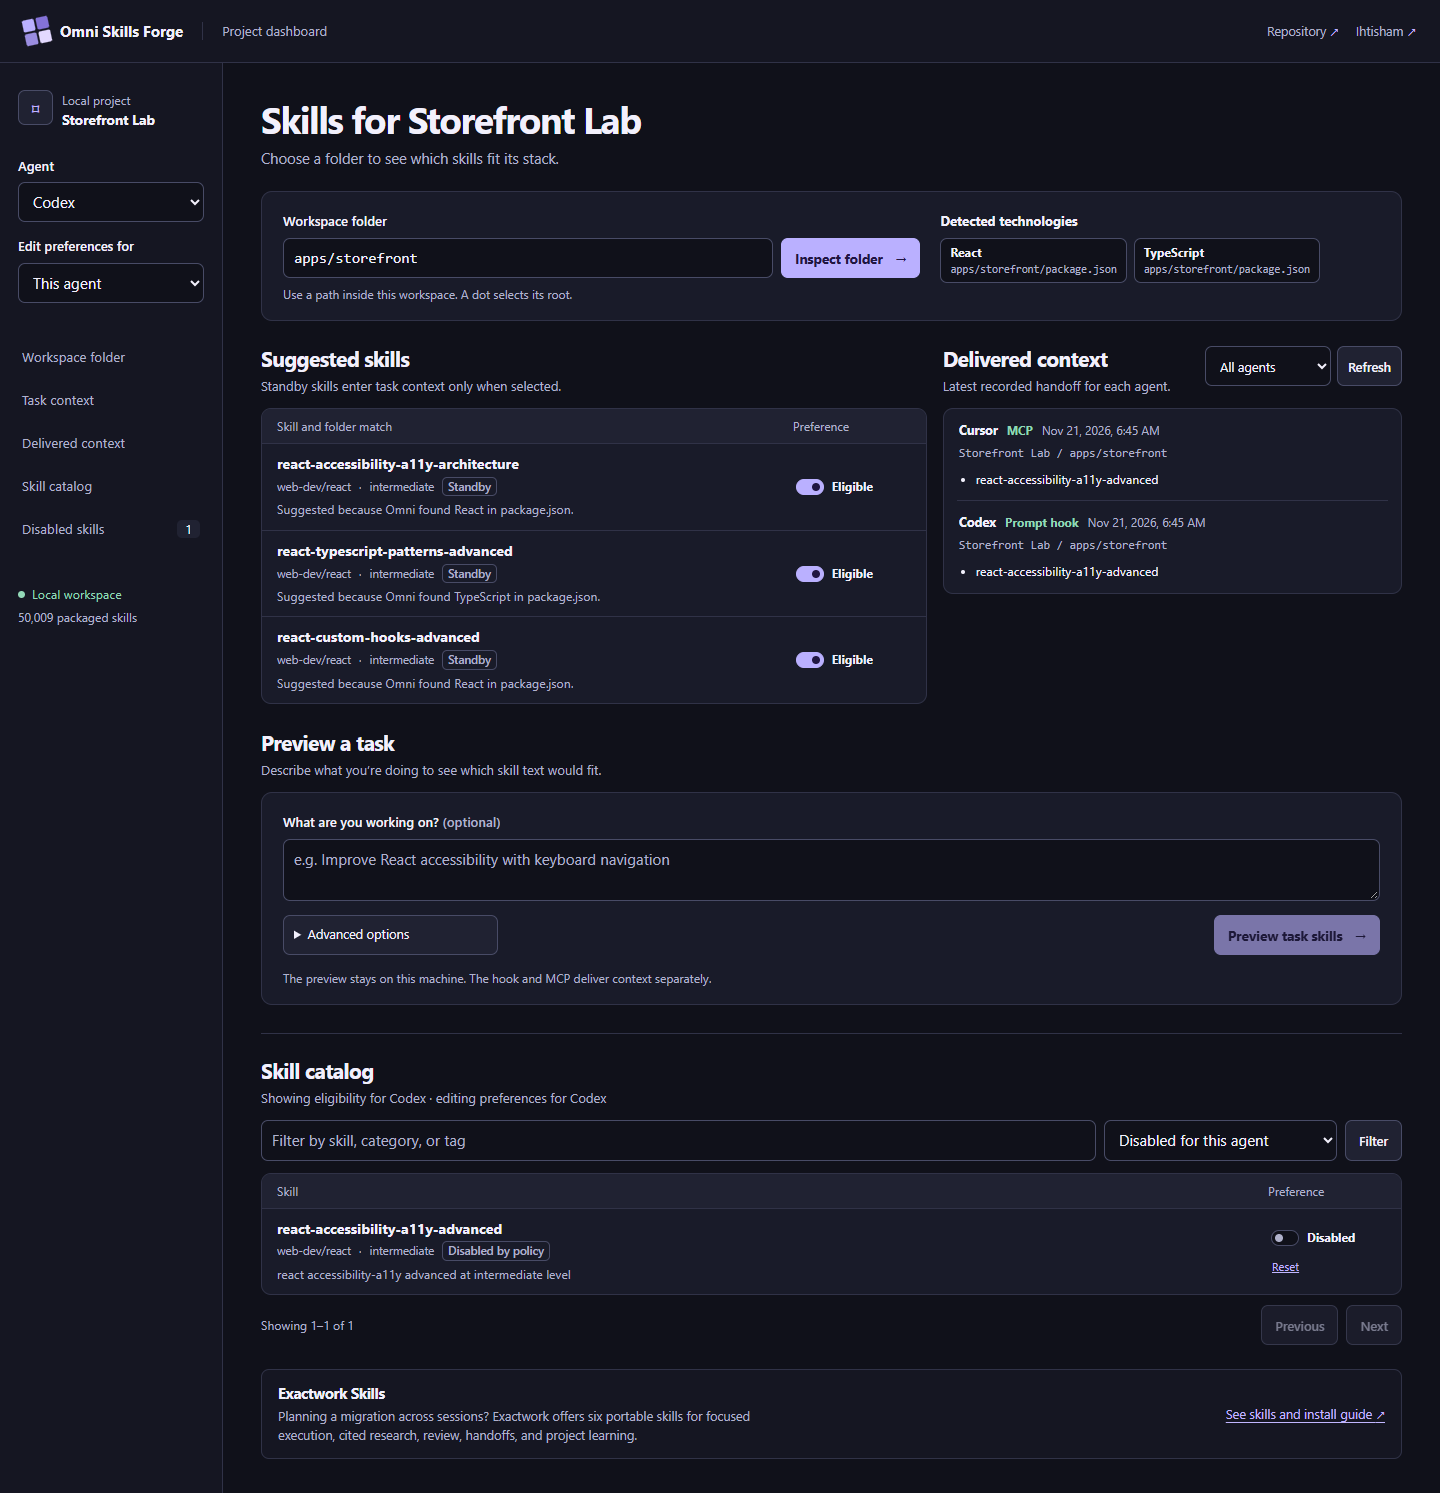 Omni Skills Forge
Project dashboard
Repository ↗
Ihtisham ↗
Local project
Storefront Lab
Agent
Codex
Edit preferences for
This agent
Workspace folder
Task context
Delivered context
Skill catalog
Disabled skills 1
Local workspace
50,009 packaged skills
Skills for Storefront Lab
Choose a folder to see which skills fit its stack.
Workspace folder
apps/storefront
Inspect folder →
Use a path inside this workspace. A dot selects its root.
Detected technologies
React
apps/storefront/package.json
TypeScript
apps/storefront/package.json
Suggested skills
Standby skills enter task context only when selected.
Skill and folder match
Preference
react-accessibility-a11y-architecture
web-dev/react · intermediate Standby
Suggested because Omni found React in package.json.
Eligible
react-typescript-patterns-advanced
web-dev/react · intermediate Standby
Suggested because Omni found TypeScript in package.json.
Eligible
react-custom-hooks-advanced
web-dev/react · intermediate Standby
Suggested because Omni found React in package.json.
Eligible
Delivered context
Latest recorded handoff for each agent.
All agents
Refresh
Cursor MCP Nov 21, 2026, 6:45 AM
Storefront Lab / apps/storefront
• react-accessibility-a11y-advanced
Codex Prompt hook Nov 21, 2026, 6:45 AM
Storefront Lab / apps/storefront
• react-accessibility-a11y-advanced
Preview a task
Describe what you're doing to see which skill text would fit.
What are you working on? (optional)
e.g. Improve React accessibility with keyboard navigation
Advanced options
Preview task skills →
The preview stays on this machine. The hook and MCP deliver context separately.
Skill catalog
Showing eligibility for Codex · editing preferences for Codex
Filter by skill, category, or tag
Disabled for this agent
Filter
Skill
Preference
react-accessibility-a11y-advanced
web-dev/react · intermediate Disabled by policy
react accessibility-a11y advanced at intermediate level
Disabled
Reset
Showing 1–1 of 1
Previous
Next
Exactwork Skills
Planning a migration across sessions? Exactwork offers six portable skills for focused
execution, cited research, review, handoffs, and project learning.
See skills and install guide ↗